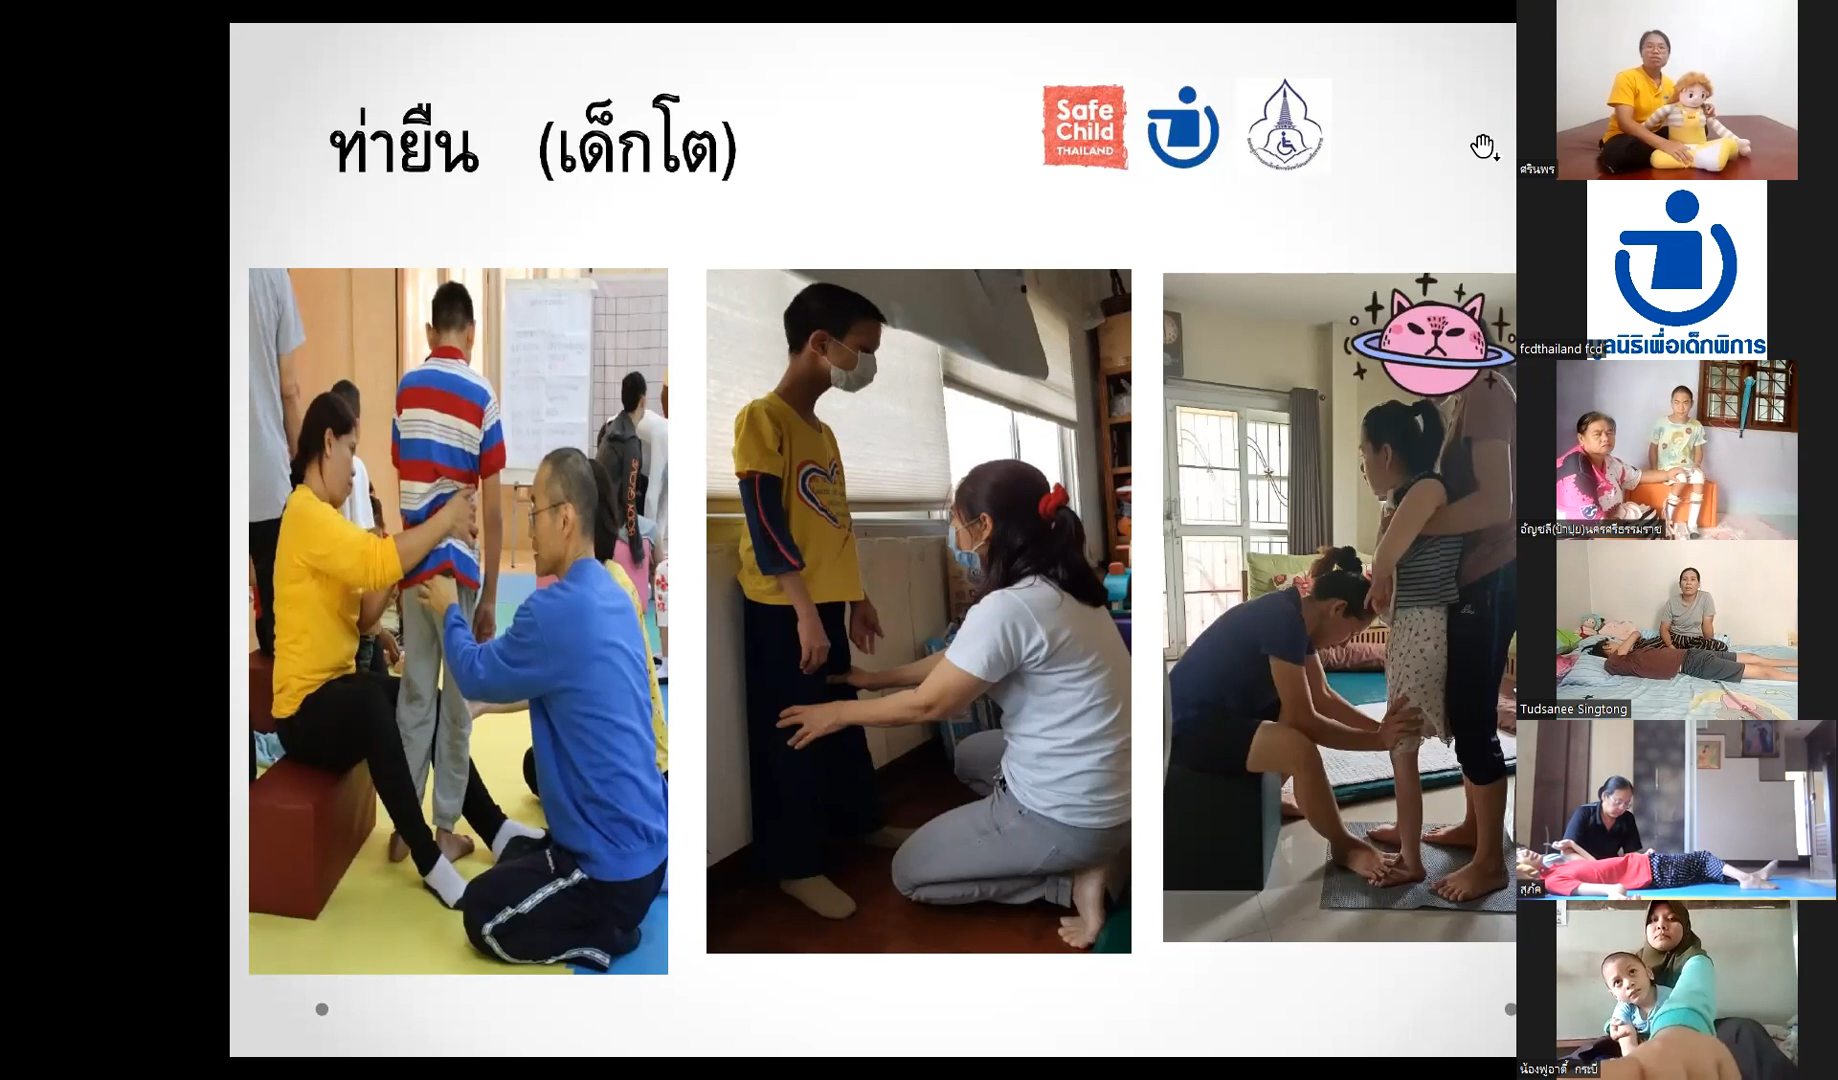 ท่ายืน (เด็กโต)
Safe
Child
THAILAND
ศรินพร
fcdthailand fcd
มูลนิธิเพื่อเด็กพิการ
อัญชลี(ป้าปุย)นครศรีธรรมราช
Tudsanee Singtong
สุภัค
น้องฟูอาดี้ กระบี่